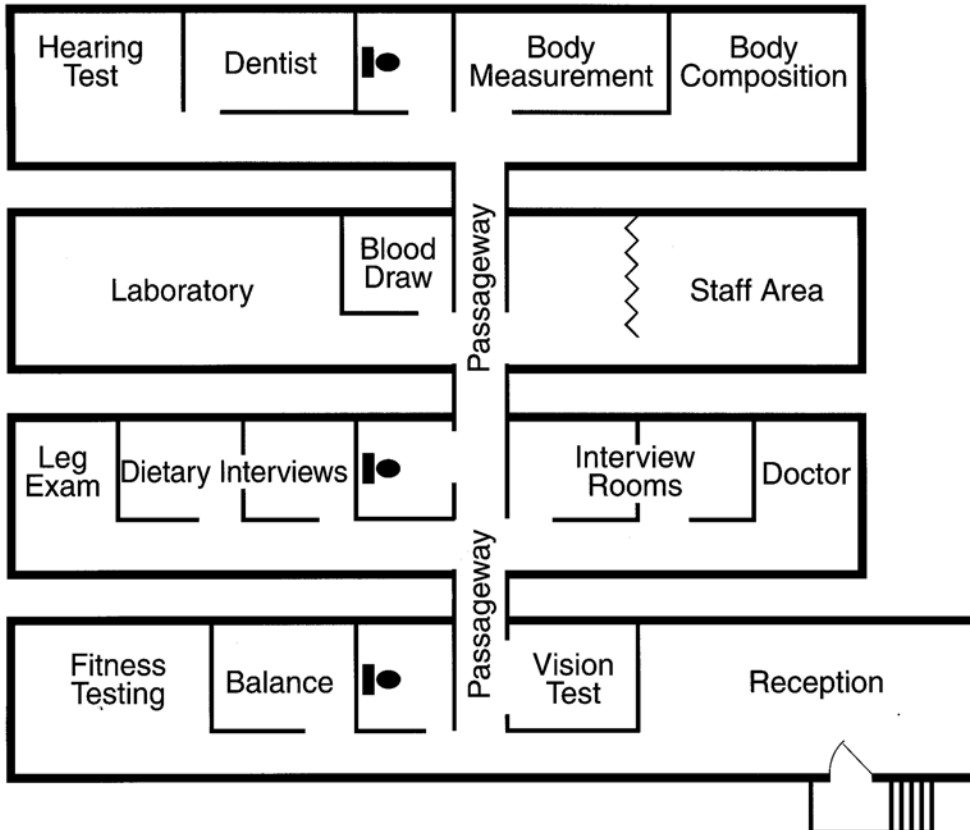 Hearing
Test
Dentist
Body
Measurement
Body
Composition
Passageway
Laboratory
Blood
Draw
Staff Area
Leg
Exam
Dietary Interviews
Interview
Rooms
Doctor
Passageway
Fitness
Testing
Balance
Vision
Test
Reception